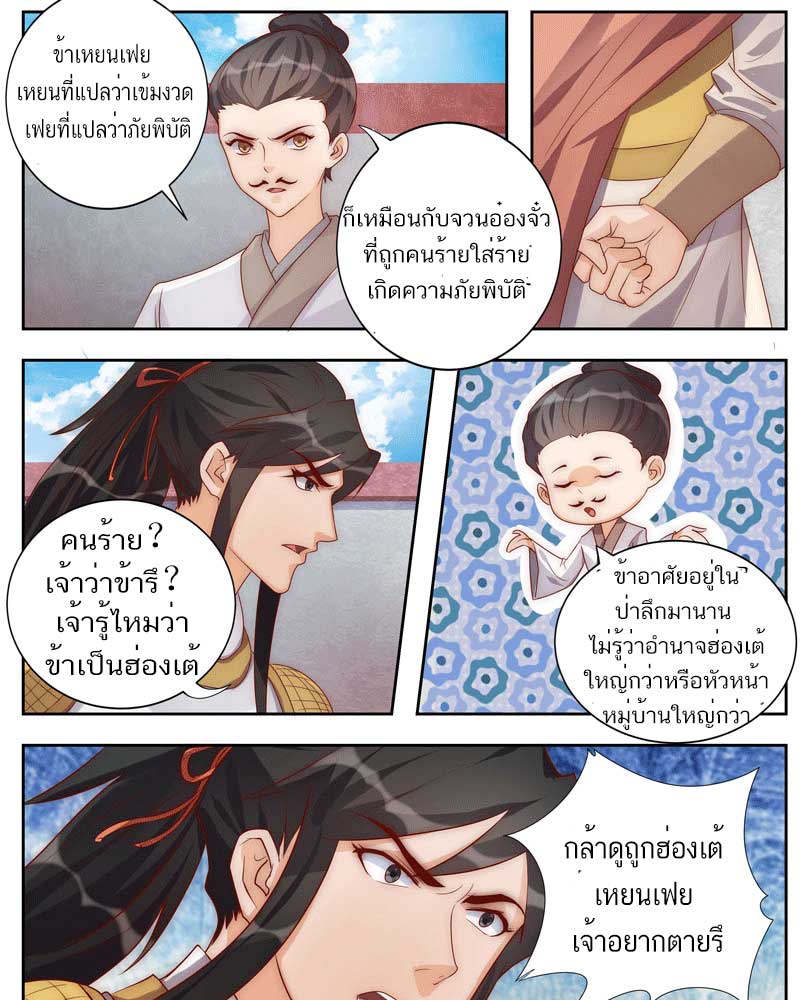 ข้าเหยนเฟย
เหยนที่แปลว่าเข้มงวด
เฟยที่แปลว่าภัยพิบัติ
ก็เหมือนกับจวนอ๋องจั๋ว
ที่ถูกคนร้ายใส่ร้าย
เกิดความภัยพิบัติ
คนร้าย?
เจ้าว่าข้ารึ?
เจ้ารู้ไหมว่า
ข้าเป็นฮ่องเต้
ข้าอาศัยอยู่ใน
ป่าลึกมานาน
ไม่รู้ว่าอำนาจฮ่องเต้
ใหญ่กว่าหรือหัวหน้า
หมู่บ้านใหญ่กว่า
กล้าดูถูกฮ่องเต้
เหยนเฟย
เจ้าอยากตายรึ